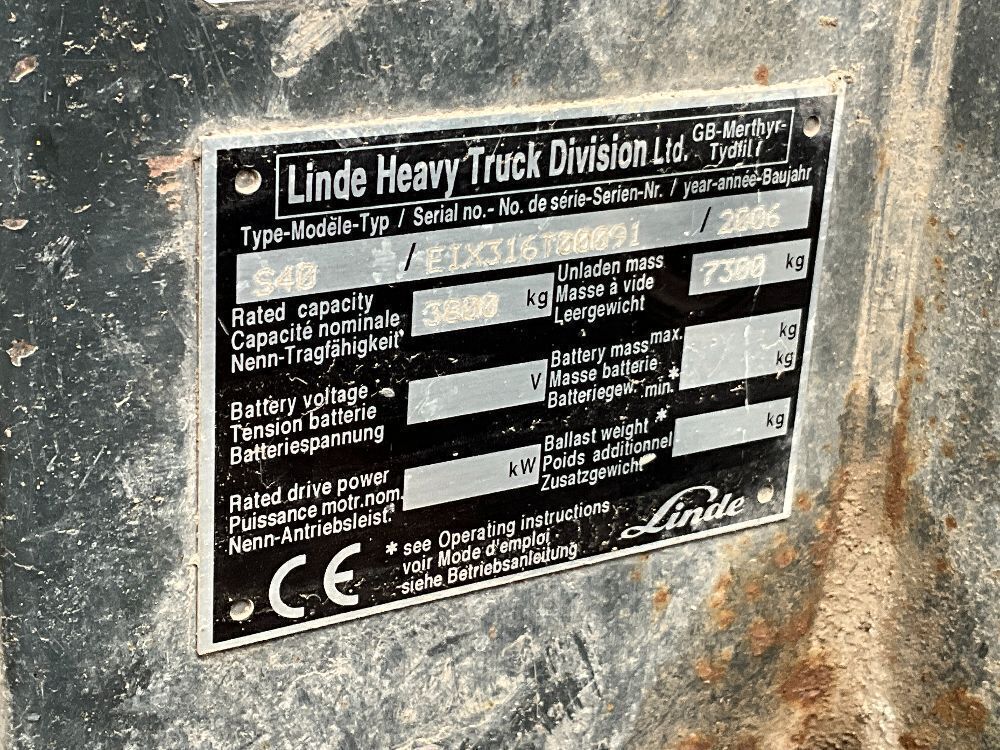 Linde Heavy Truck Division Ltd. GB-Merthyr-Tydfil
Type-Modèle-Typ / Serial no.- No. de série-Serien-Nr. / year-année-Baujahr
S40 / E1X316T00091 / 2006
Rated capacity
Capacité nominale
Nenn-Tragfähigkeit
3800 kg
Unladen mass
Masse à vide
Leergewicht
7300 kg
Battery voltage
Tension batterie
Batteriespannung
V
Battery mass max. kg
Masse batterie
Batteriegew. min.* kg
Rated drive power
Puissance motr.nom.
Nenn-Antriebsleist.
kW
Ballast weight *
Poids additionnel
Zusatzgewicht
kg
CE
* see Operating instructions
voir Mode d'emploi
siehe Betriebsanleitung
Linde